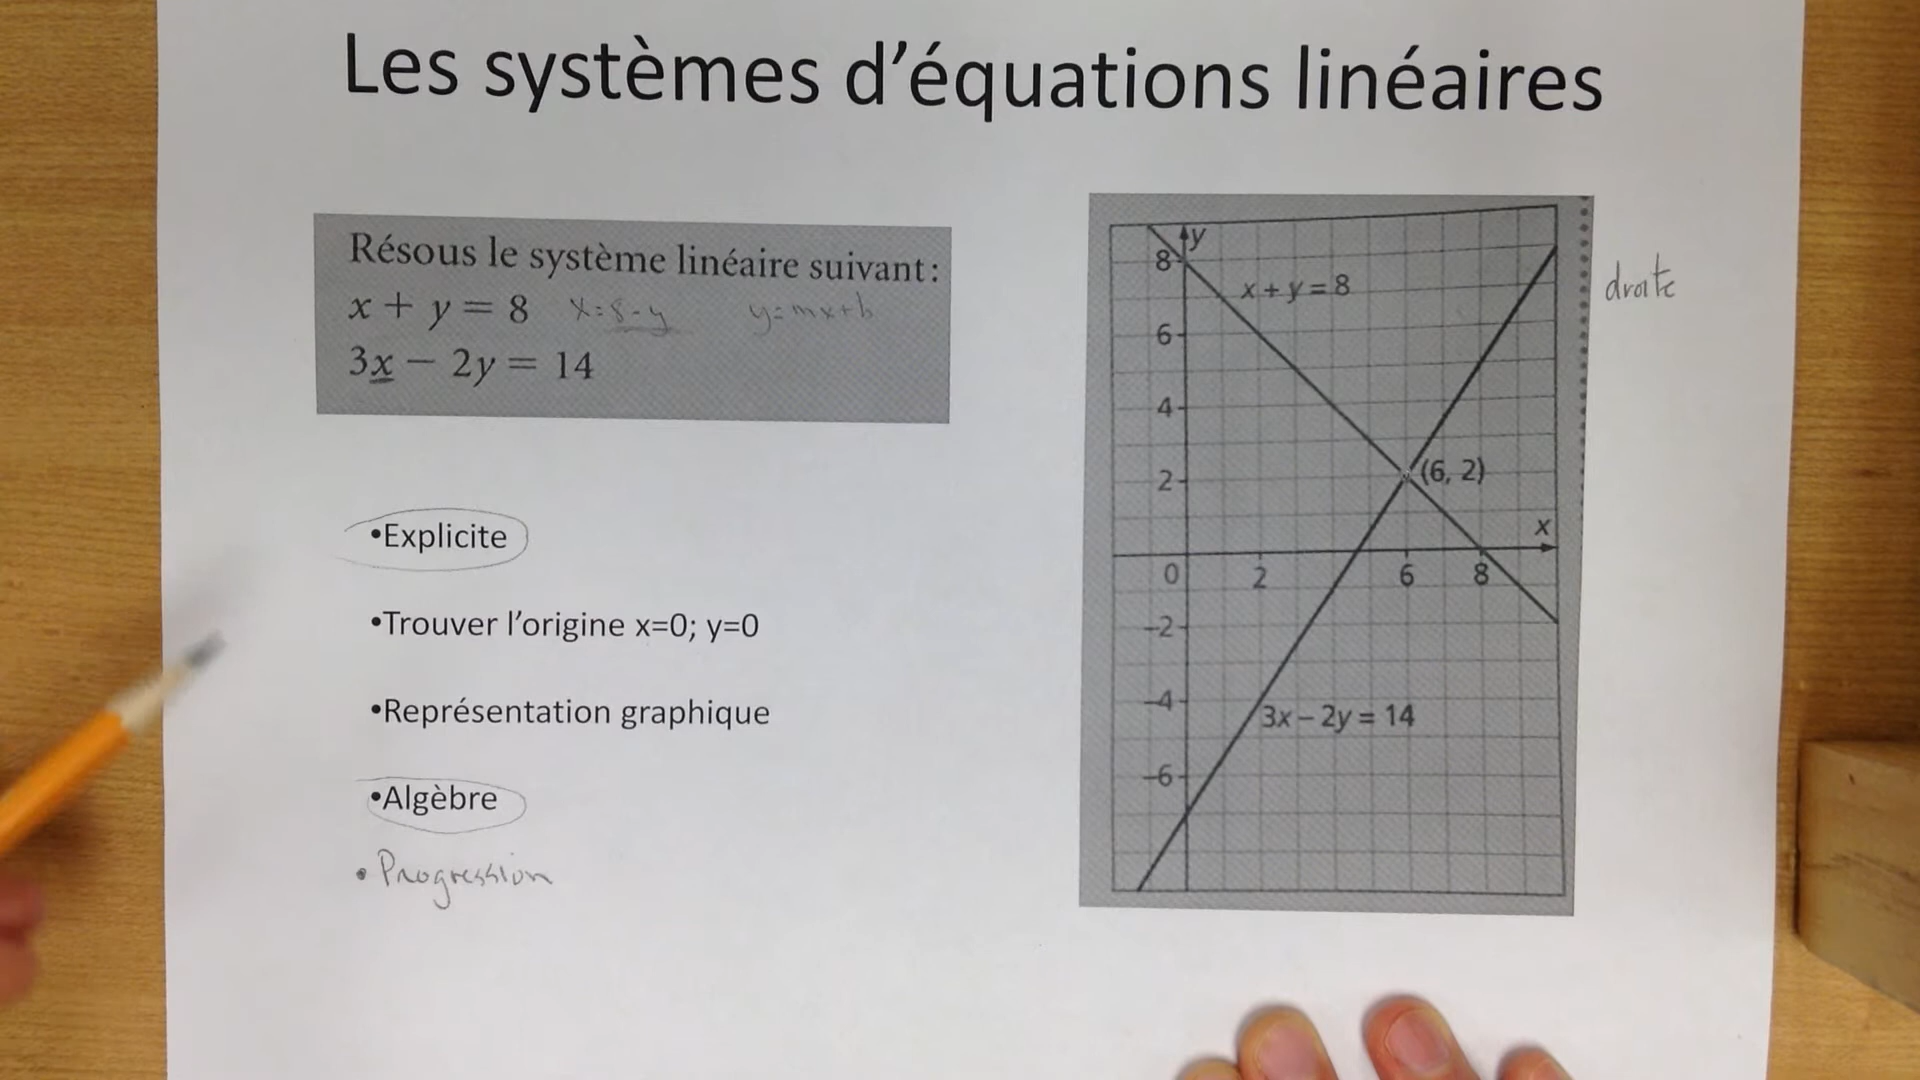 Les systèmes d'équations linéaires
Résous le système linéaire suivant :
x + y = 8 x=8-y y=mx+b
3x − 2y = 14
•Explicite
•Trouver l'origine x=0; y=0
•Représentation graphique
•Algèbre
• Progression
y
8
x + y = 8
6
4
2
(6, 2)
x
0 2 6 8
−2
−4
3x − 2y = 14
−6
droite